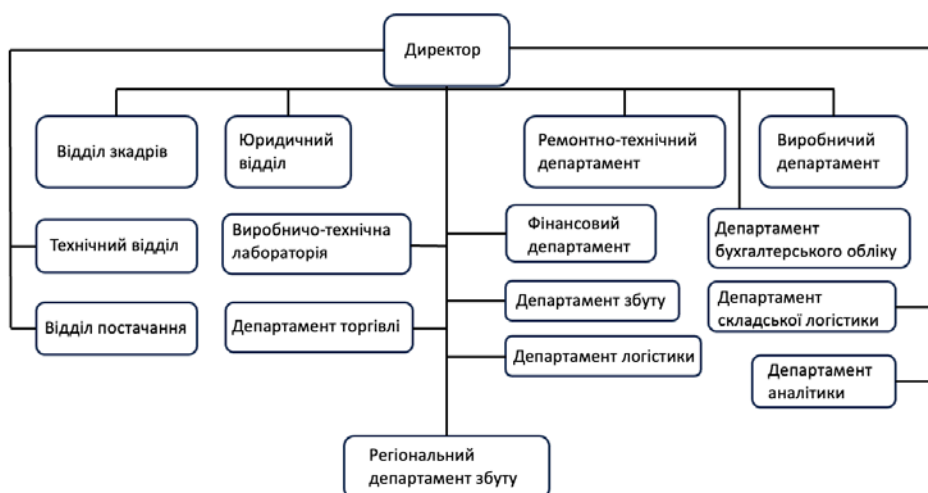 Директор
Відділ зкадрів
Юридичний
відділ
Ремонтно-технічний
департамент
Виробничий
департамент
Технічний відділ
Виробничо-технічна
лабораторія
Фінансовий
департамент
Департамент
бухгалтерського обліку
Відділ постачання
Департамент торгівлі
Департамент збуту
Департамент
складської логістики
Департамент логістики
Департамент
аналітики
Регіональний
департамент збуту